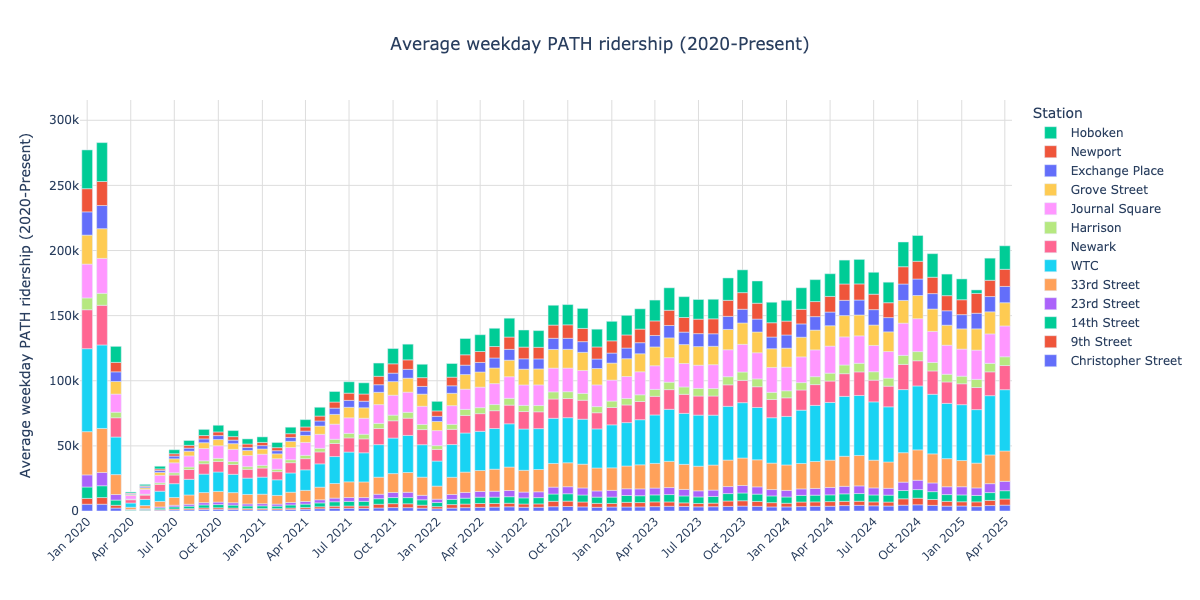 Average weekday PATH ridership (2020-Present)
Average weekday PATH ridership (2020-Present)
300k
250k
200k
150k
100k
50k
0
Jan 2020
Apr 2020
Jul 2020
Oct 2020
Jan 2021
Apr 2021
Jul 2021
Oct 2021
Jan 2022
Apr 2022
Jul 2022
Oct 2022
Jan 2023
Apr 2023
Jul 2023
Oct 2023
Jan 2024
Apr 2024
Jul 2024
Oct 2024
Jan 2025
Apr 2025
Station
Hoboken
Newport
Exchange Place
Grove Street
Journal Square
Harrison
Newark
WTC
33rd Street
23rd Street
14th Street
9th Street
Christopher Street